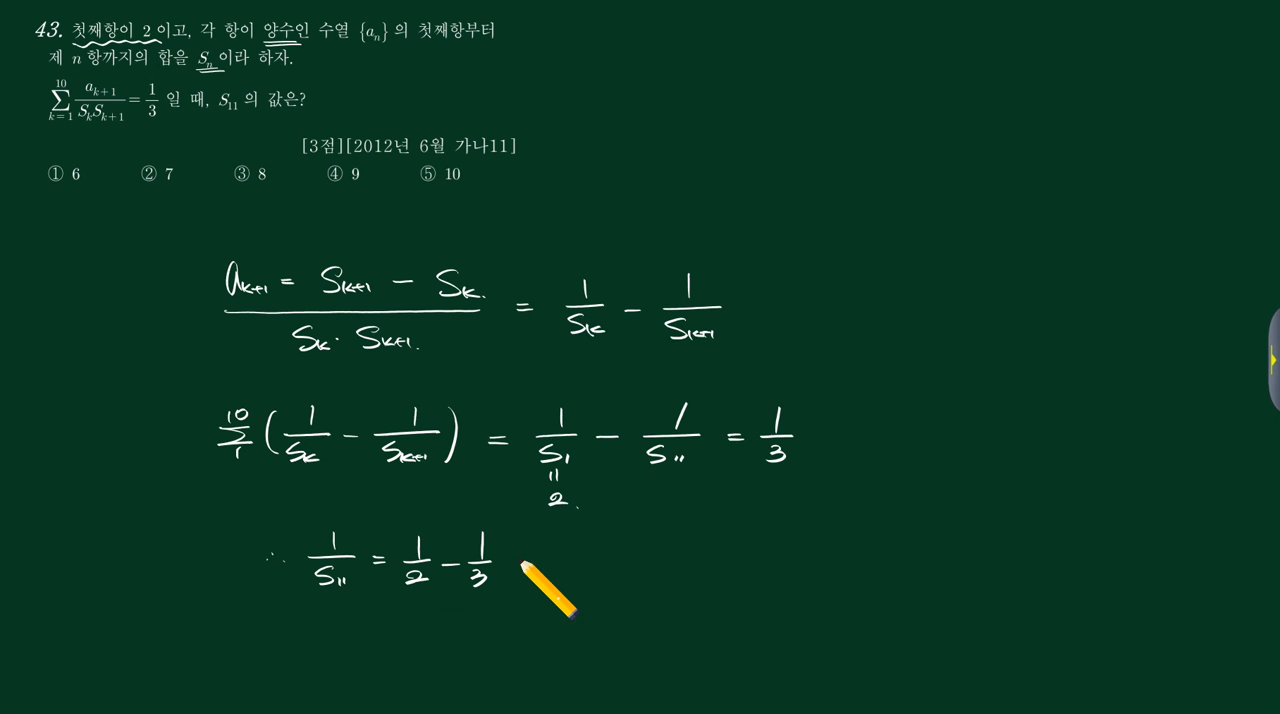 43. 첫째항이 2 이고, 각 항이 양수인 수열 {aₙ} 의 첫째항부터
제 n 항까지의 합을 Sₙ 이라 하자.
∑_{k=1}^{10} a_{k+1}/(S_k S_{k+1}) = 1/3 일 때, S₁₁ 의 값은?
[3점][2012년 6월 가나11]
① 6 ② 7 ③ 8 ④ 9 ⑤ 10
(a_{k+1} = S_{k+1} − S_k.)/(S_k · S_{k+1}.) = 1/S_k − 1/S_{k+1}
∑_{1}^{10} (1/S_k − 1/S_{k+1}) = 1/S₁ − 1/S₁₁ = 1/3
=
2.
∴ 1/S₁₁ = 1/2 − 1/3